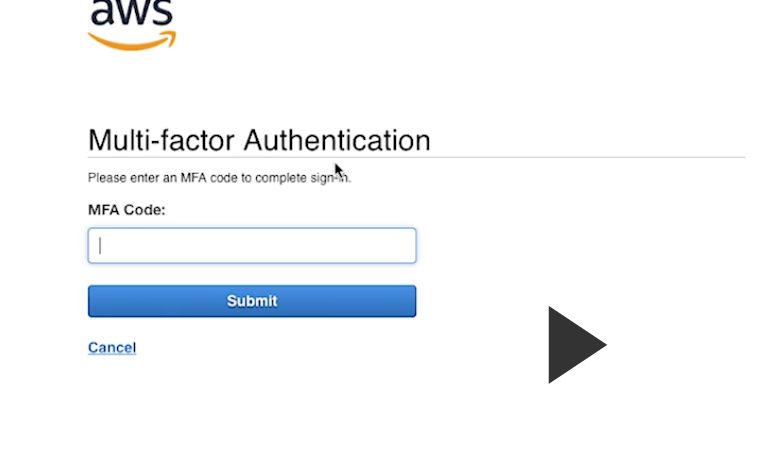 aws
Multi-factor Authentication
Please enter an MFA code to complete sign-in.
MFA Code:
Submit
Cancel